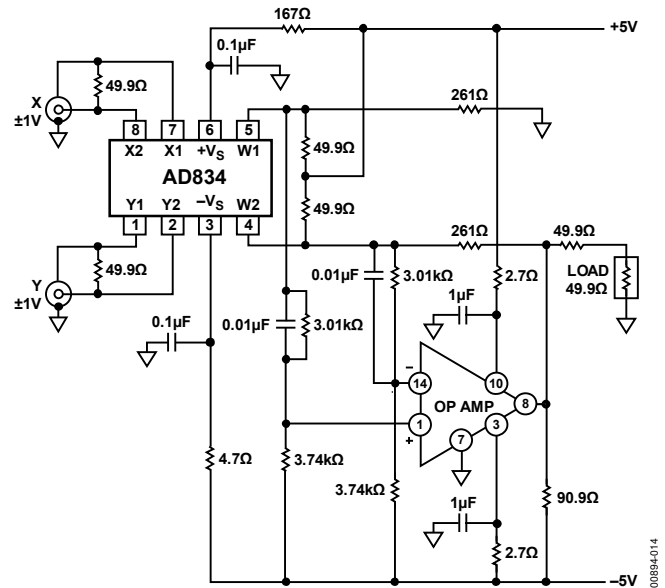 167Ω
+5V
0.1µF
X
±1V
49.9Ω
261Ω
8 7 6 5
X2 X1 +VS W1
AD834
Y1 Y2 –VS W2
1 2 3 4
49.9Ω
49.9Ω
261Ω
49.9Ω
Y
±1V
49.9Ω
0.01µF
3.01kΩ
2.7Ω
LOAD
49.9Ω
0.1µF
0.01µF
3.01kΩ
1µF
–
14
10
OP AMP
8
1
+
7
3
4.7Ω
3.74kΩ
3.74kΩ
1µF
90.9Ω
2.7Ω
–5V
00894-014